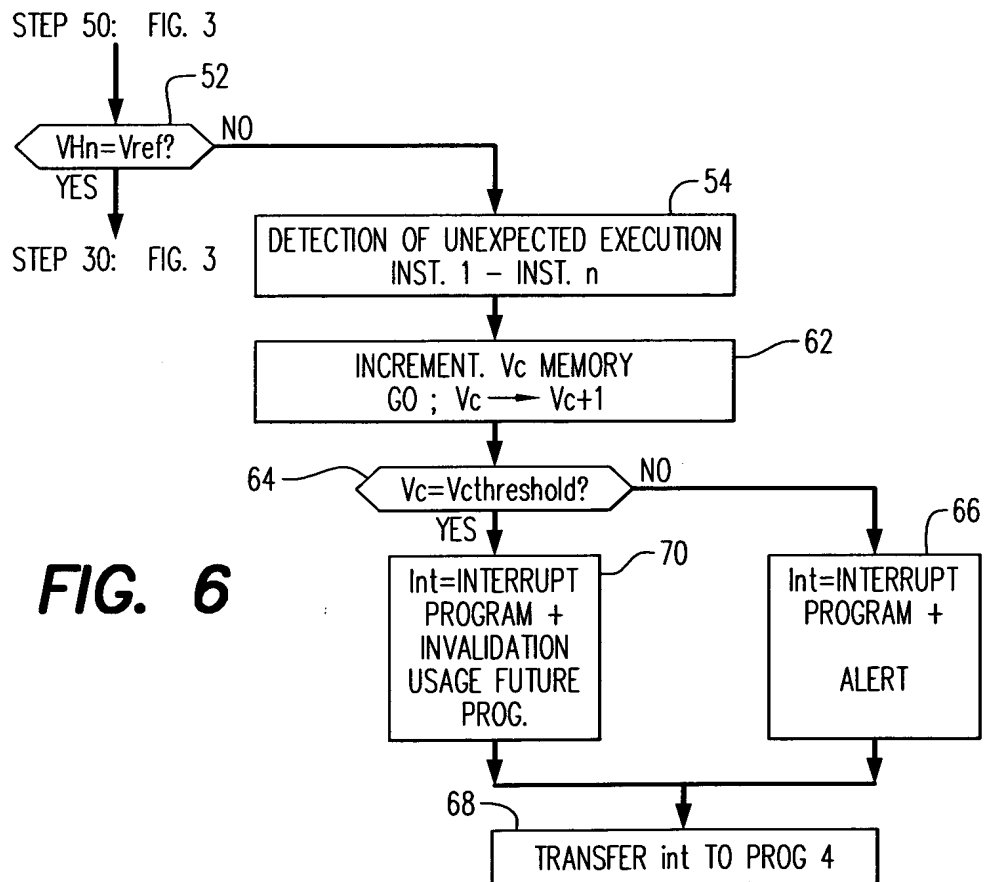 STEP 50: FIG. 3
52
VHn=Vref?
NO
YES
STEP 30: FIG. 3
54
DETECTION OF UNEXPECTED EXECUTION
INST. 1 – INST. n
62
INCREMENT. Vc MEMORY
GO ; Vc → Vc+1
64
Vc=Vcthreshold?
NO
YES
70
Int=INTERRUPT
PROGRAM +
INVALIDATION
USAGE FUTURE
PROG.
66
Int=INTERRUPT
PROGRAM +
ALERT
FIG. 6
68
TRANSFER int TO PROG 4